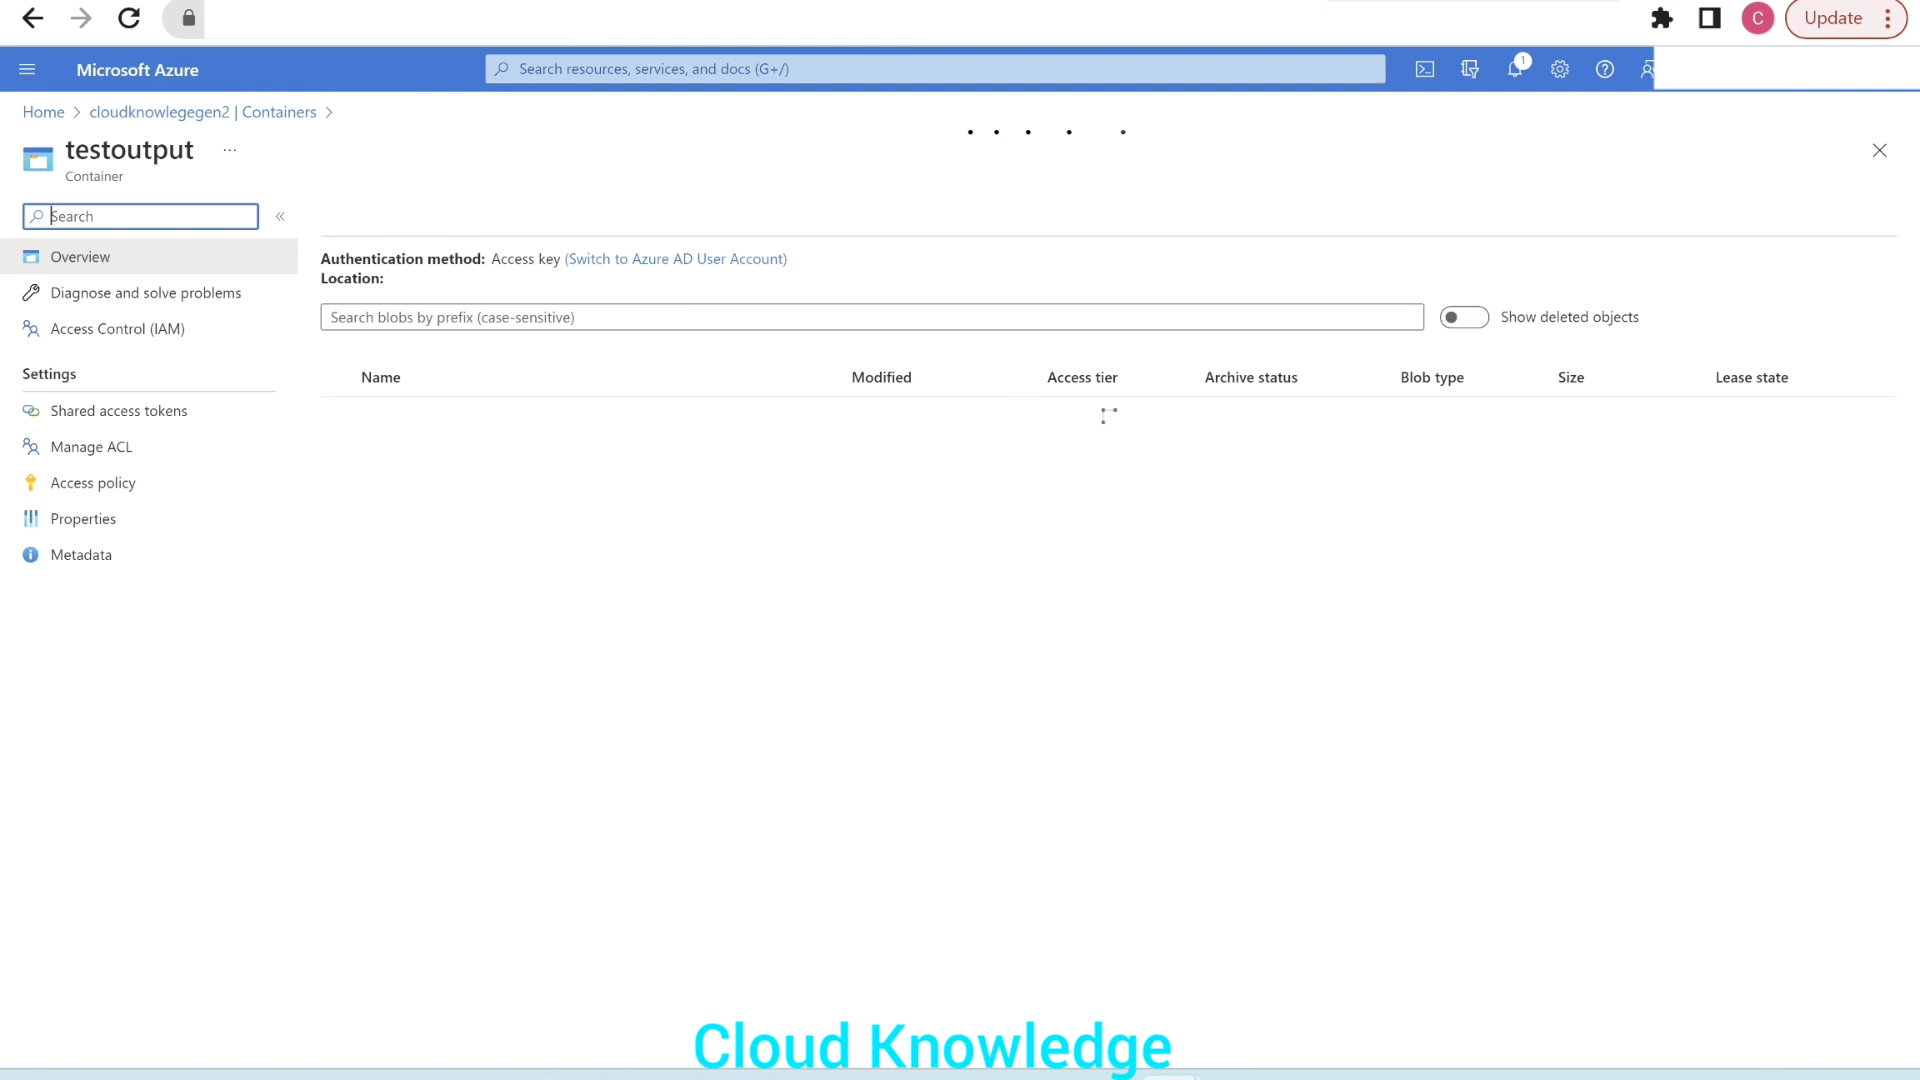 C
Update
Microsoft Azure
Search resources, services, and docs (G+/)
1
Home > cloudknowlegegen2 | Containers >
testoutput ...
Container
Search
«
Overview
Authentication method: Access key (Switch to Azure AD User Account)
Location:
Diagnose and solve problems
Search blobs by prefix (case-sensitive)
Show deleted objects
Access Control (IAM)
Settings
Name Modified Access tier Archive status Blob type Size Lease state
Shared access tokens
Manage ACL
Access policy
Properties
Metadata
Cloud Knowledge